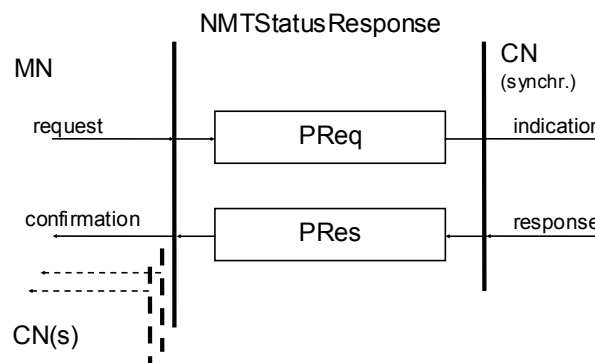 NMTStatusResponse
MN
CN
(synchr.)
request
PReq
indication
confirmation
PRes
response
CN(s)